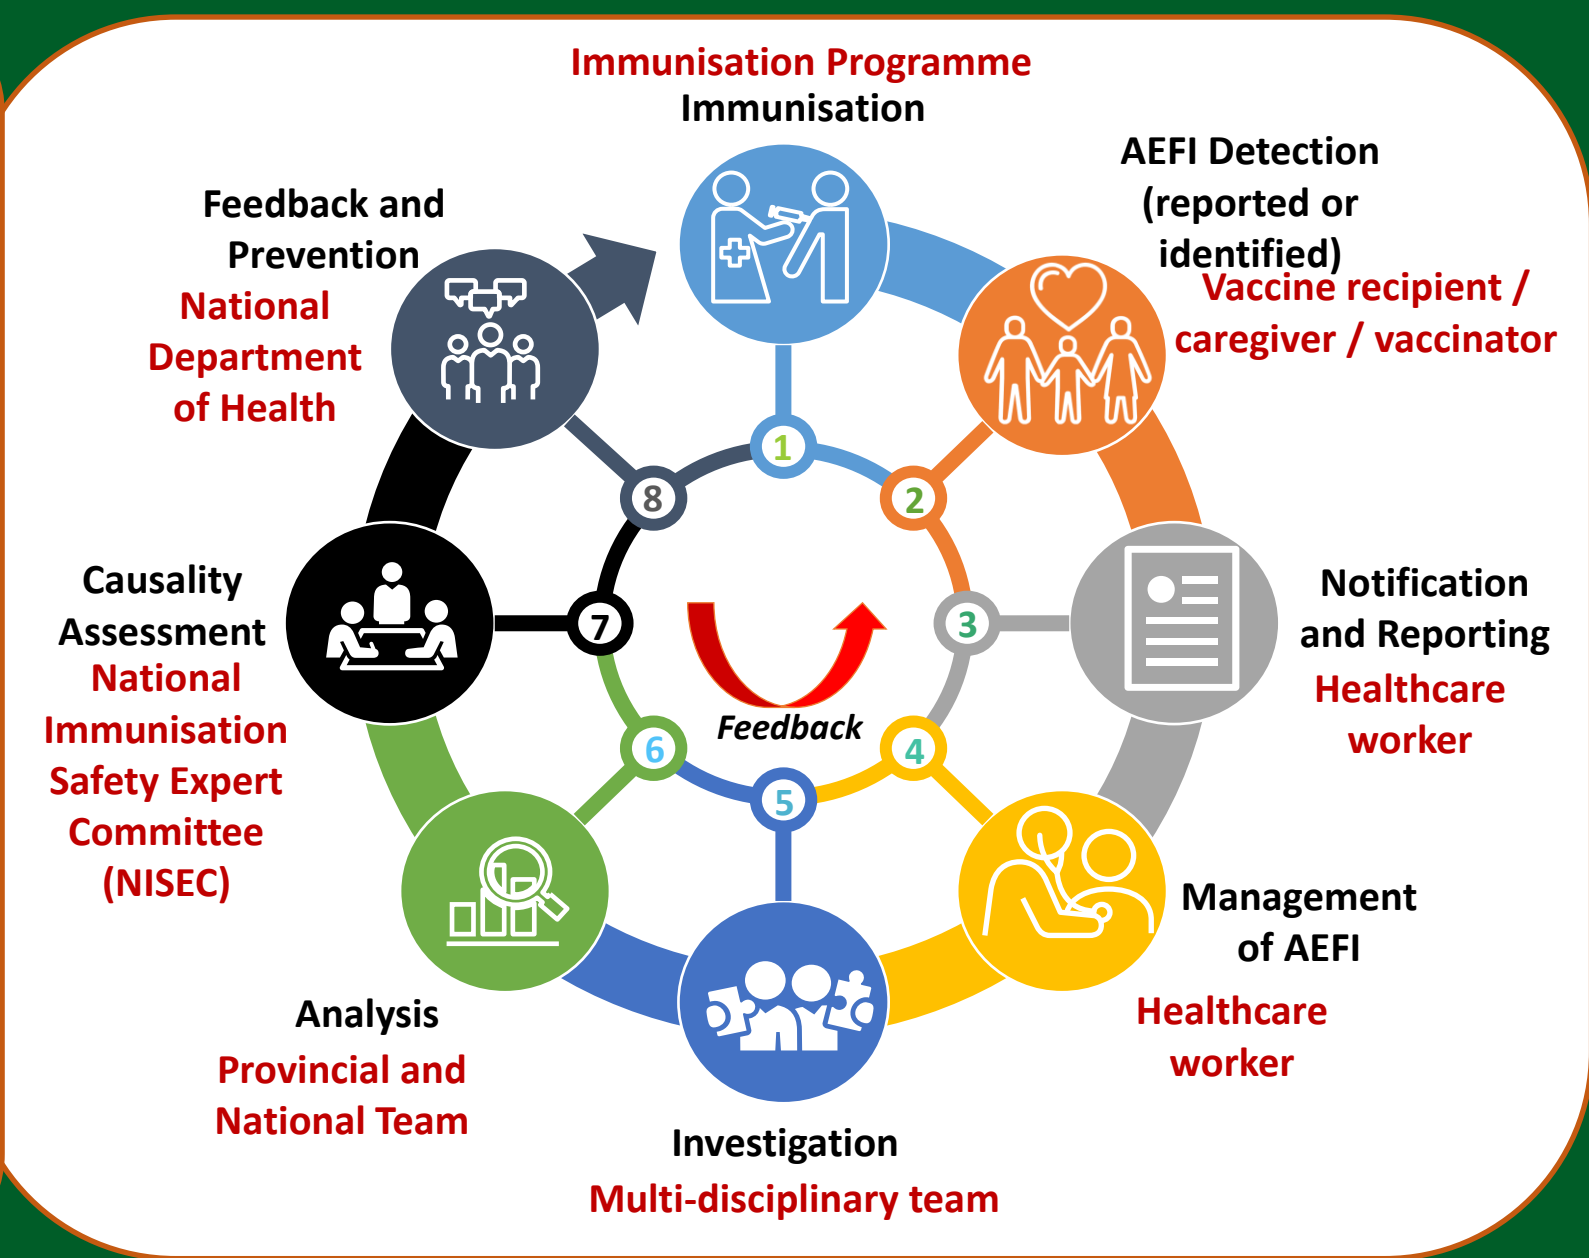 Immunisation Programme
Immunisation
AEFI Detection
(reported or
identified)
Vaccine recipient /
caregiver / vaccinator
Notification
and Reporting
Healthcare
worker
Management
of AEFI
Healthcare
worker
Investigation
Multi-disciplinary team
Analysis
Provincial and
National Team
Causality
Assessment
National
Immunisation
Safety Expert
Committee
(NISEC)
Feedback and
Prevention
National
Department
of Health
1
2
3
4
5
6
7
8
Feedback